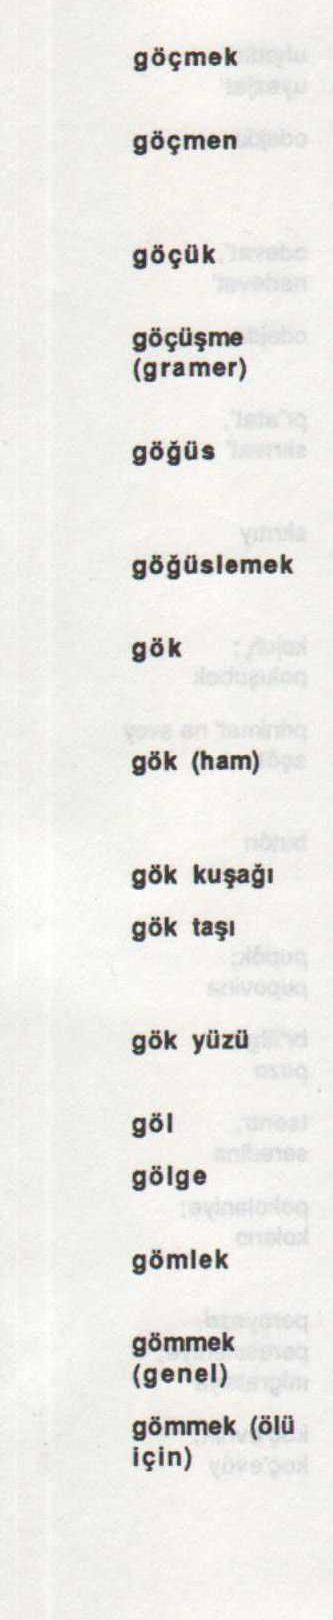 göçmek
göçmen
göçük
göçüşme
(gramer)
göğüs
göğüslemek
gök
gök (ham)
gök kuşağı
gök taşı
gök yüzü
göl
gölge
gömlek
gömmek
(genel)
gömmek (ölü
için)